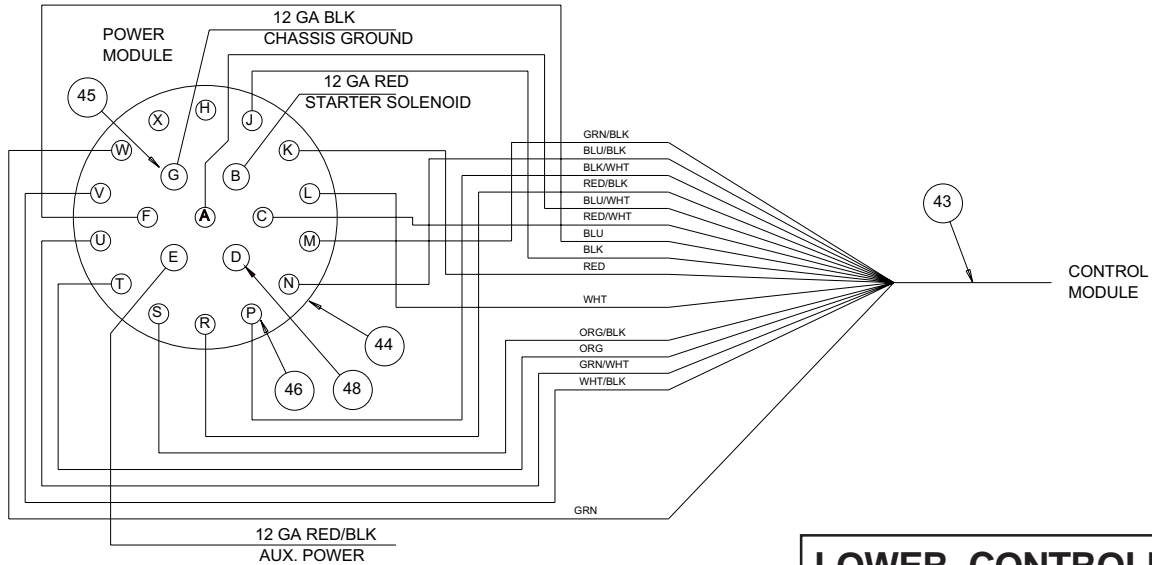 12 GA BLK
CHASSIS GROUND
POWER
MODULE
12 GA RED
STARTER SOLENOID
45
H
X
J
W
K
G
B
V
L
F
A
C
U
M
E
D
T
N
S
R
P
44
46
48
GRN/BLK
BLU/BLK
BLK/WHT
RED/BLK
BLU/WHT
RED/WHT
BLU
BLK
RED
WHT
ORG/BLK
ORG
GRN/WHT
WHT/BLK
GRN
43
CONTROL
MODULE
12 GA RED/BLK
AUX. POWER